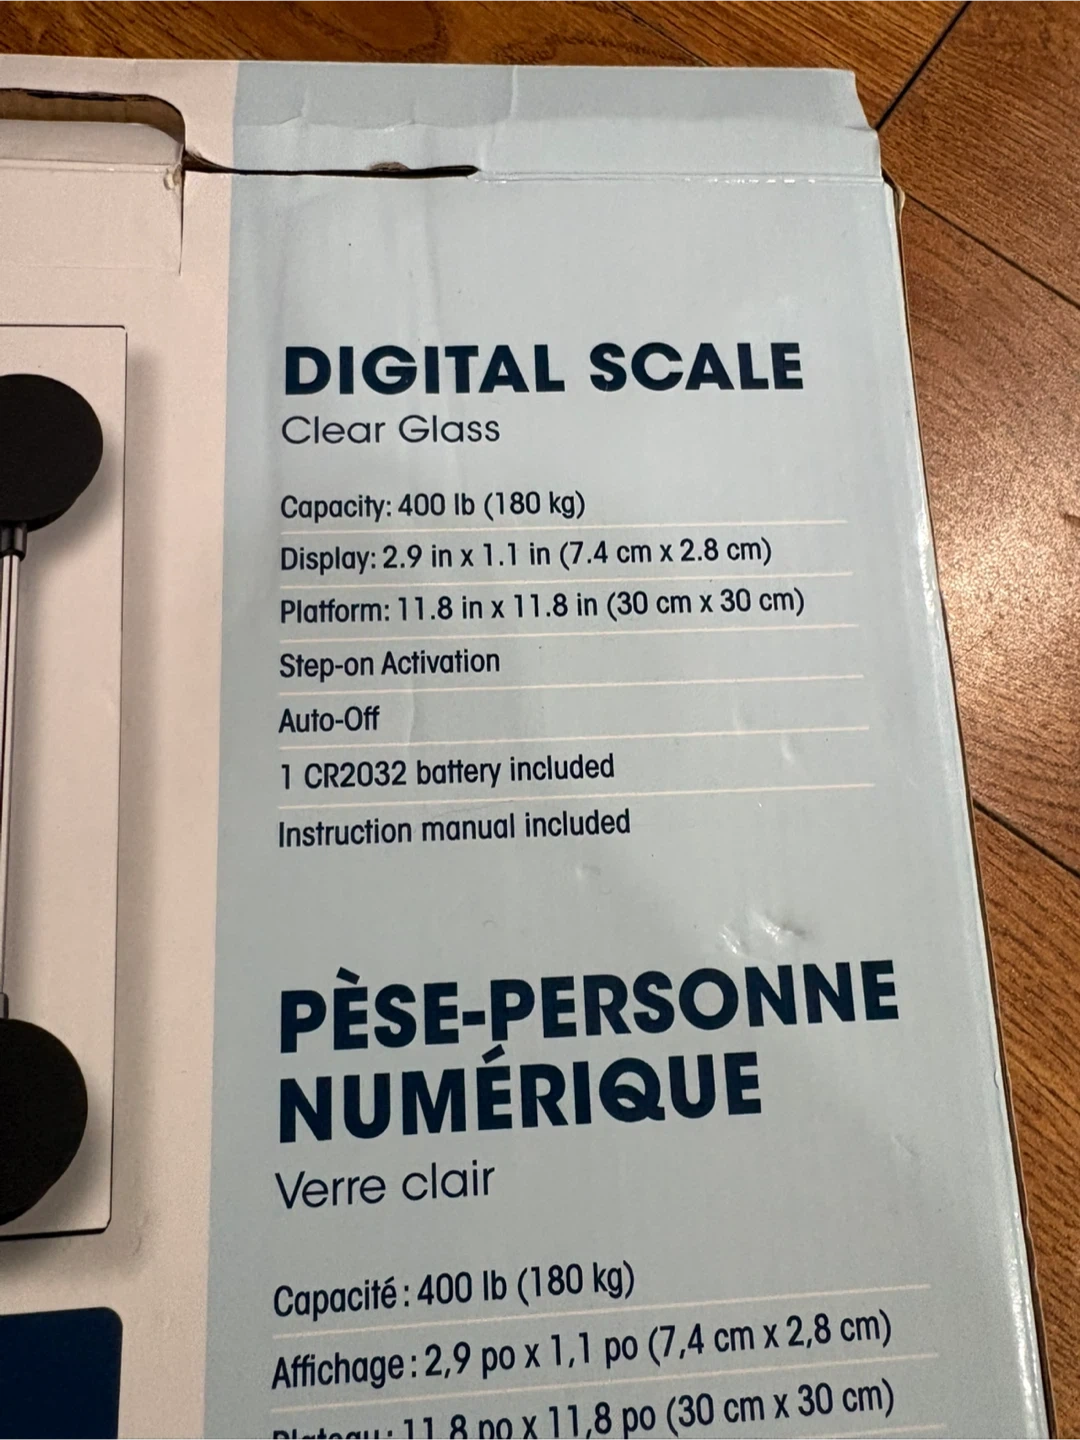 DIGITAL SCALE
Clear Glass
Capacity: 400 lb (180 kg)
Display: 2.9 in x 1.1 in (7.4 cm x 2.8 cm)
Platform: 11.8 in x 11.8 in (30 cm x 30 cm)
Step-on Activation
Auto-Off
1 CR2032 battery included
Instruction manual included
PÈSE-PERSONNE
NUMÉRIQUE
Verre clair
Capacité : 400 lb (180 kg)
Affichage : 2,9 po x 1,1 po (7,4 cm x 2,8 cm)
Plateau : 11,8 po x 11,8 po (30 cm x 30 cm)